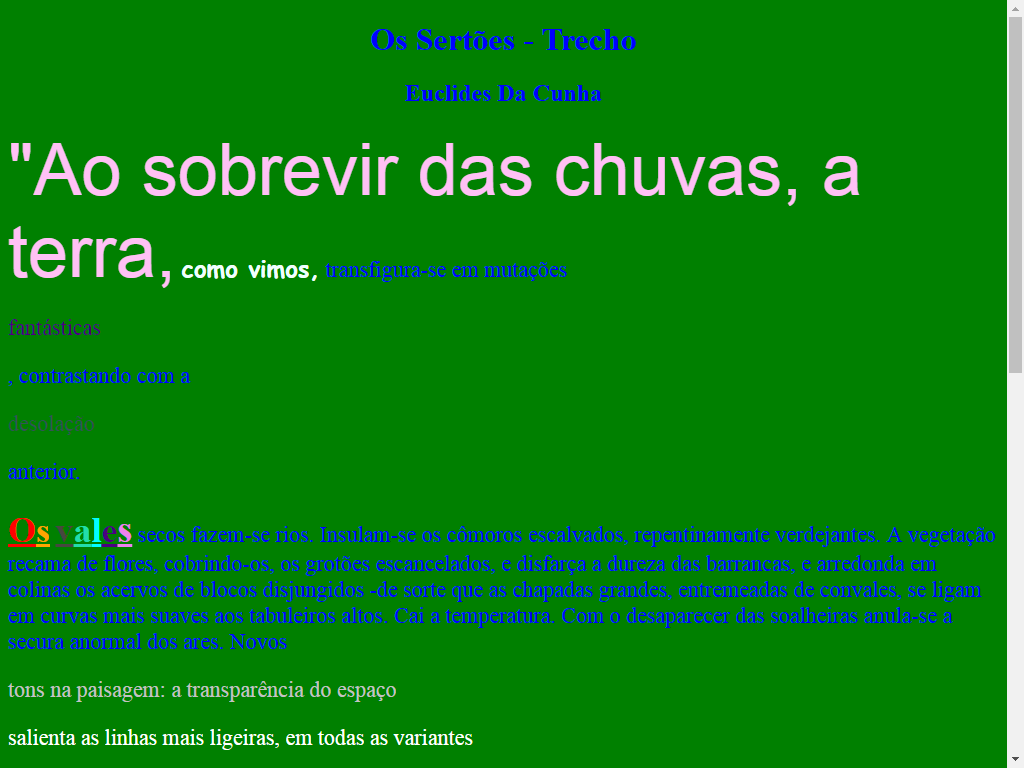 Os Sertões - Trecho
Euclides Da Cunha
"Ao sobrevir das chuvas, a
terra, como vimos, transfigura-se em mutações
fantásticas
, contrastando com a
desolação
anterior.
Os vales secos fazem-se rios. Insulam-se os cômoros escalvados, repentinamente verdejantes. A vegetação
recama de flores, cobrindo-os, os grotões escancelados, e disfarça a dureza das barrancas, e arredonda em
colinas os acervos de blocos disjungidos -de sorte que as chapadas grandes, entremeadas de convales, se ligam
em curvas mais suaves aos tabuleiros altos. Cai a temperatura. Com o desaparecer das soalheiras anula-se a
secura anormal dos ares. Novos
tons na paisagem: a transparência do espaço
salienta as linhas mais ligeiras, em todas as variantes